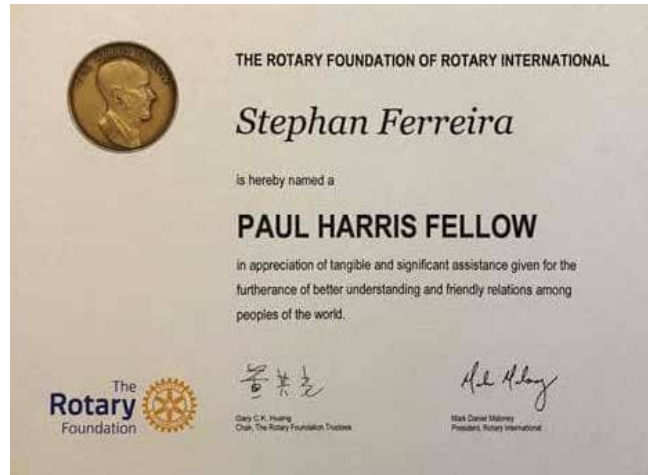 THE ROTARY FOUNDATION OF ROTARY INTERNATIONAL
Stephan Ferreira
is hereby named a
PAUL HARRIS FELLOW
in appreciation of tangible and significant assistance given for the
furtherance of better understanding and friendly relations among
peoples of the world.
Gary C.K. Huang
Chair, The Rotary Foundation Trustees
Mark Daniel Maloney
President, Rotary International
The
Rotary
Foundation